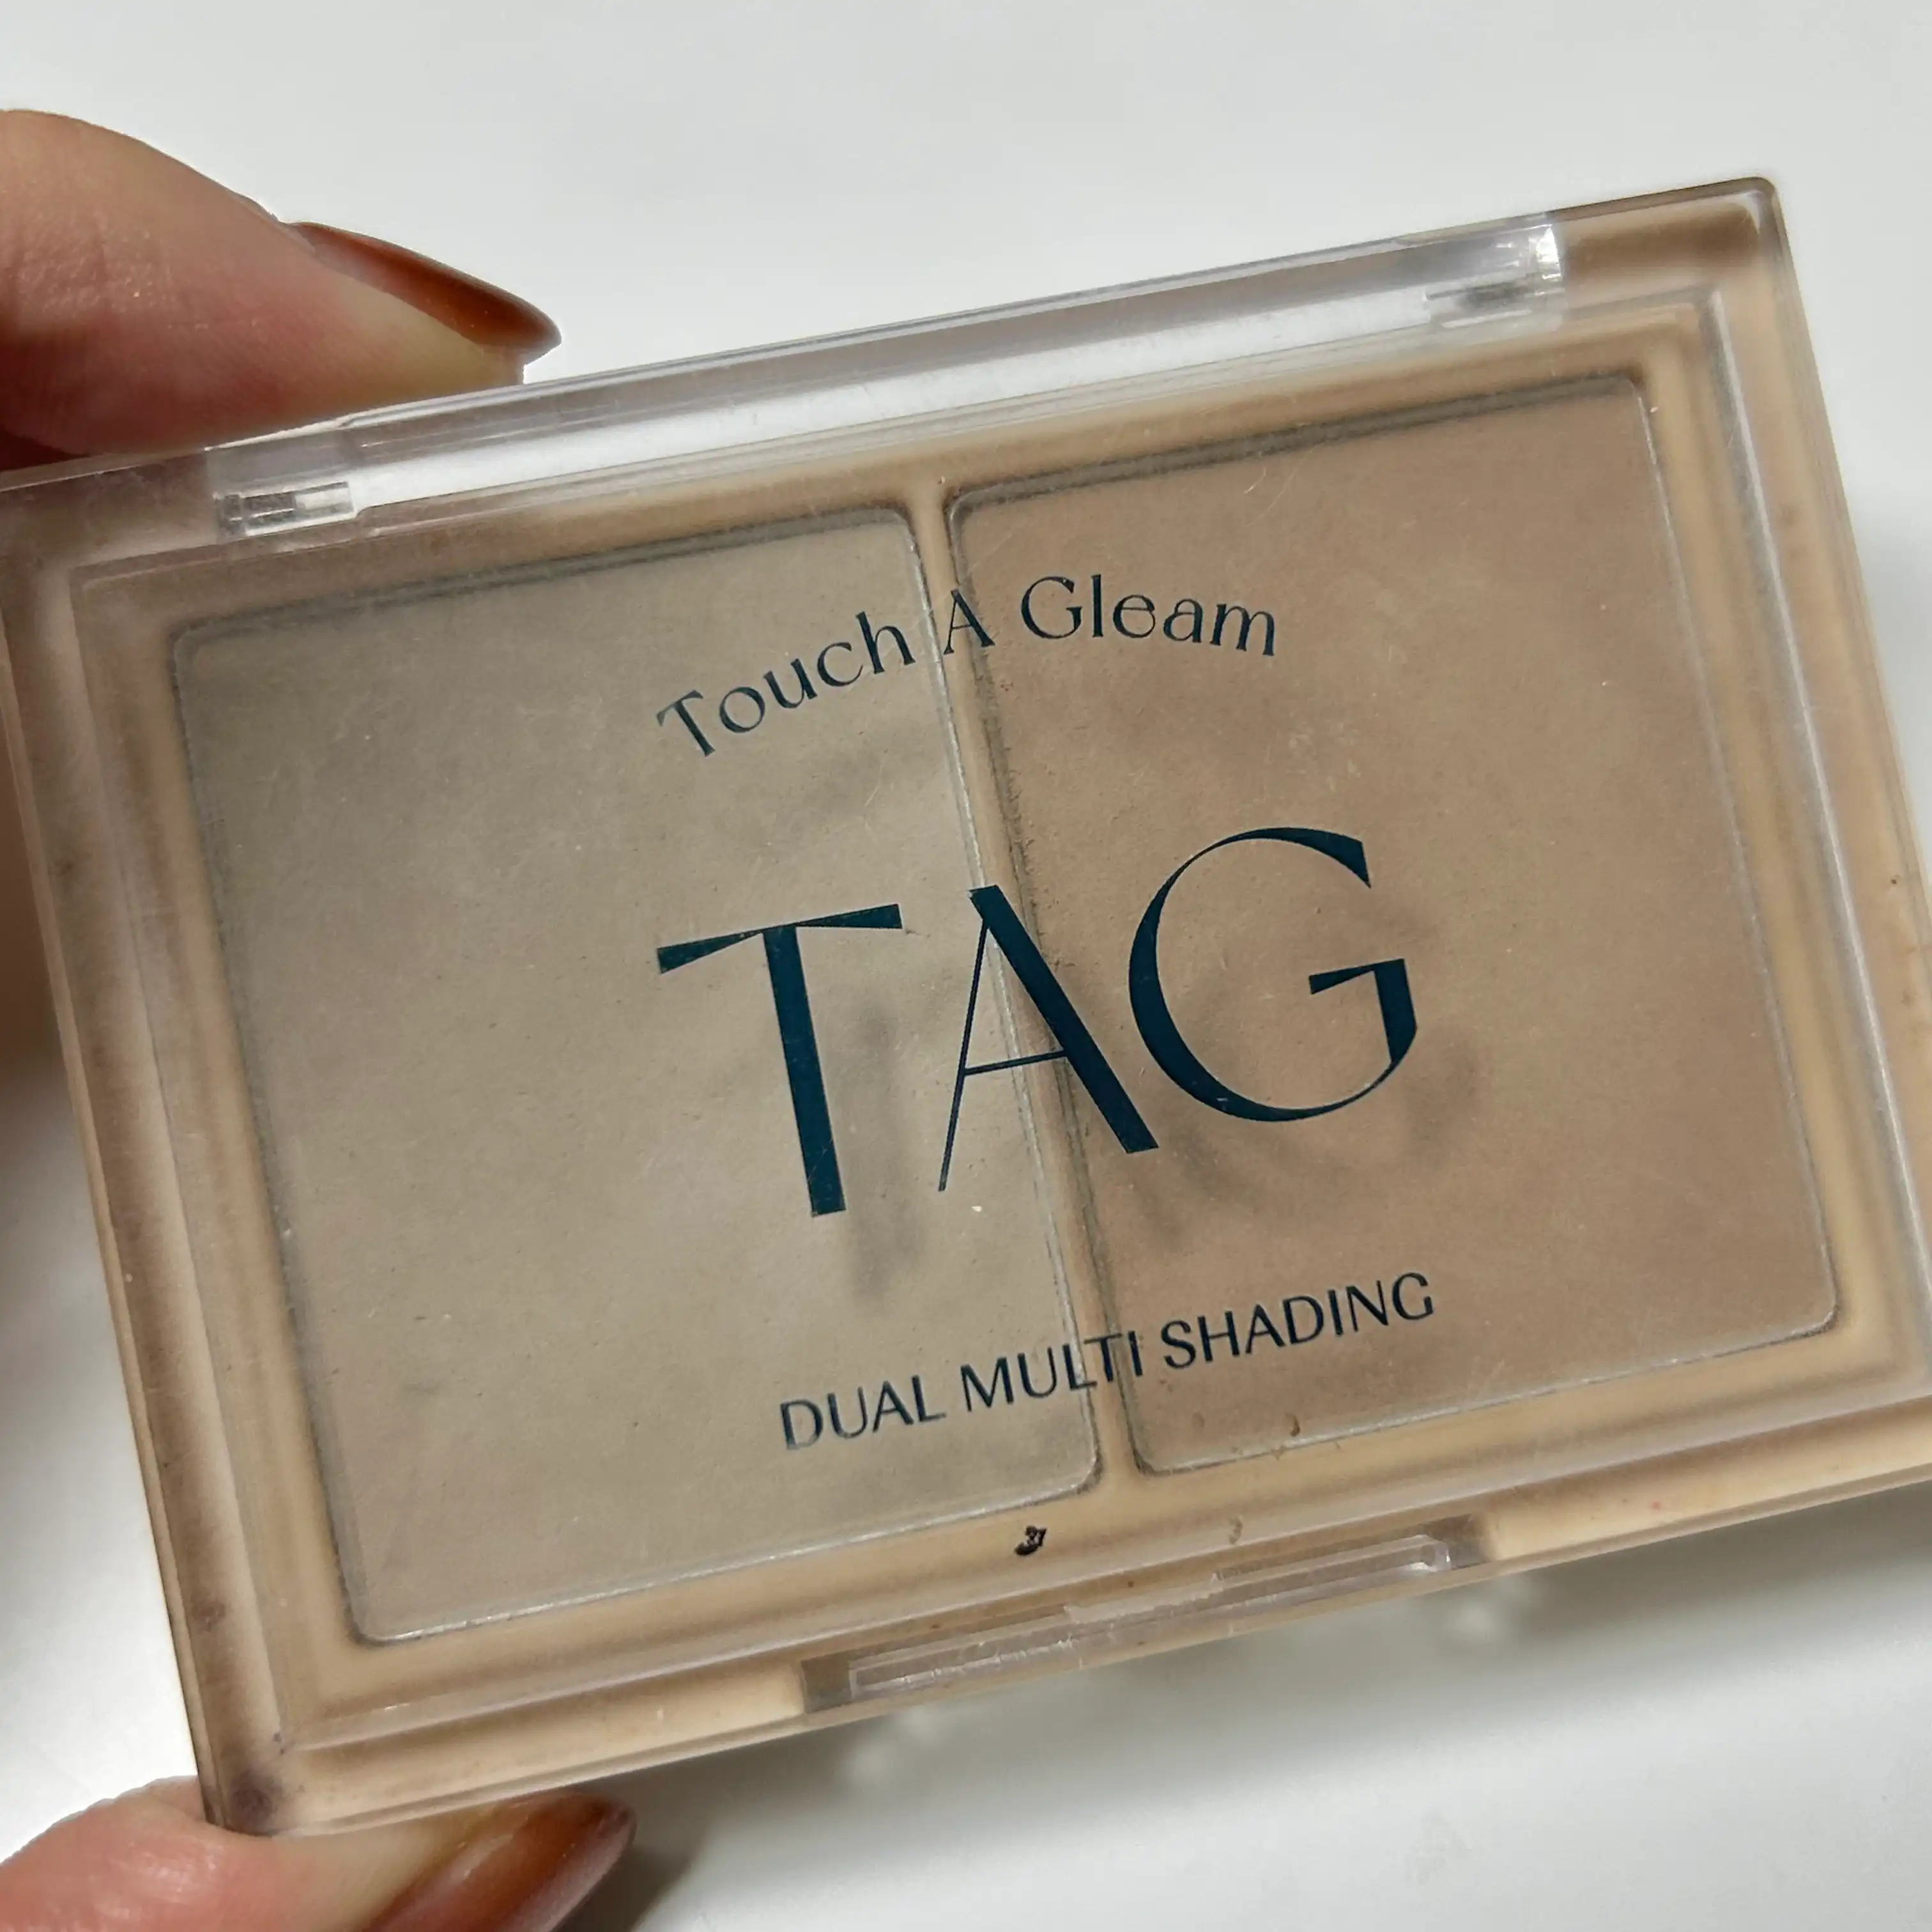 Touch A Gleam
TAG
DUAL MULTI SHADING